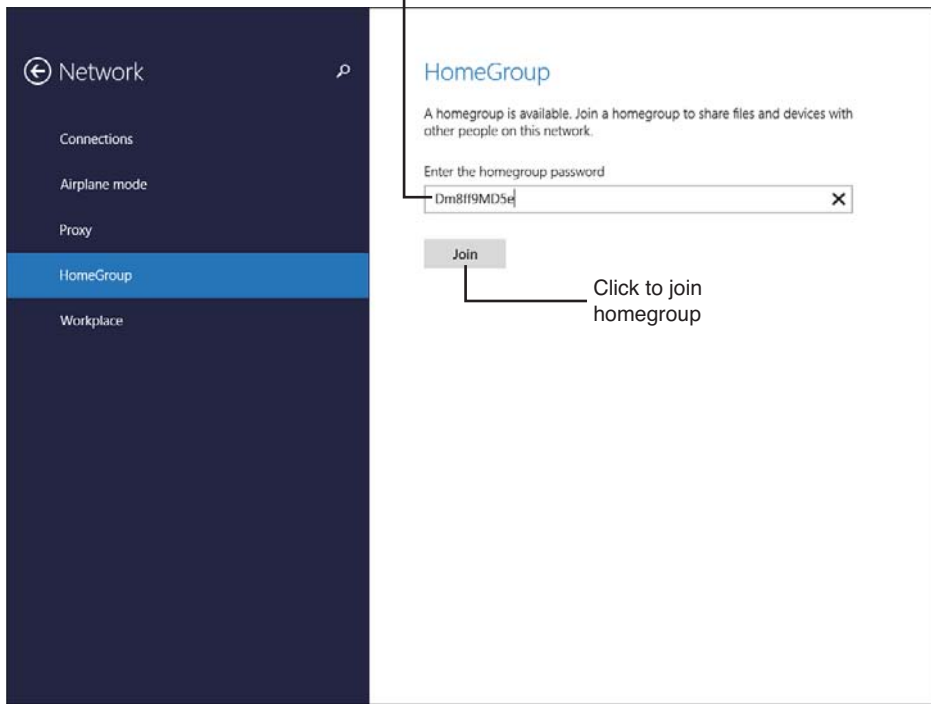 Network
Connections
Airplane mode
Proxy
HomeGroup
Workplace
HomeGroup
A homegroup is available. Join a homegroup to share files and devices with
other people on this network.
Enter the homegroup password
Dm8ff9MD5e
Join
Click to join
homegroup